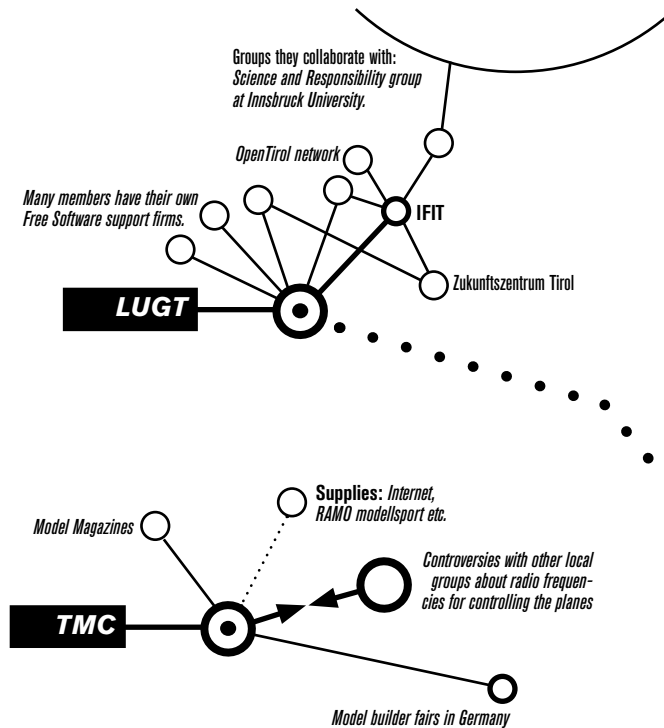 Groups they collaborate with:
Science and Responsibility group
at Innsbruck University.
OpenTirol network
Many members have their own
Free Software support firms.
IFIT
Zukunftszentrum Tirol
LUGT
Supplies: Internet,
RAMO modellsport etc.
Model Magazines
Controversies with other local
groups about radio frequen-
cies for controlling the planes
TMC
Model builder fairs in Germany